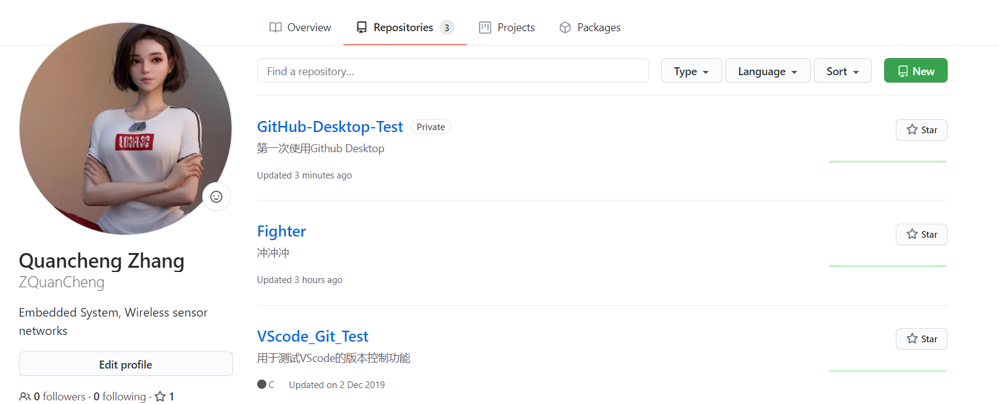 Overview
Repositories 3
Projects
Packages
Find a repository...
Type
Language
Sort
New
GitHub-Desktop-Test Private
Star
第一次使用Github Desktop
Updated 3 minutes ago
Fighter
Star
冲冲冲
Updated 3 hours ago
VScode_Git_Test
Star
用于测试VScode的版本控制功能
C Updated on 2 Dec 2019
Quancheng Zhang
ZQuanCheng
Embedded System, Wireless sensor
networks
Edit profile
0 followers · 0 following · 1